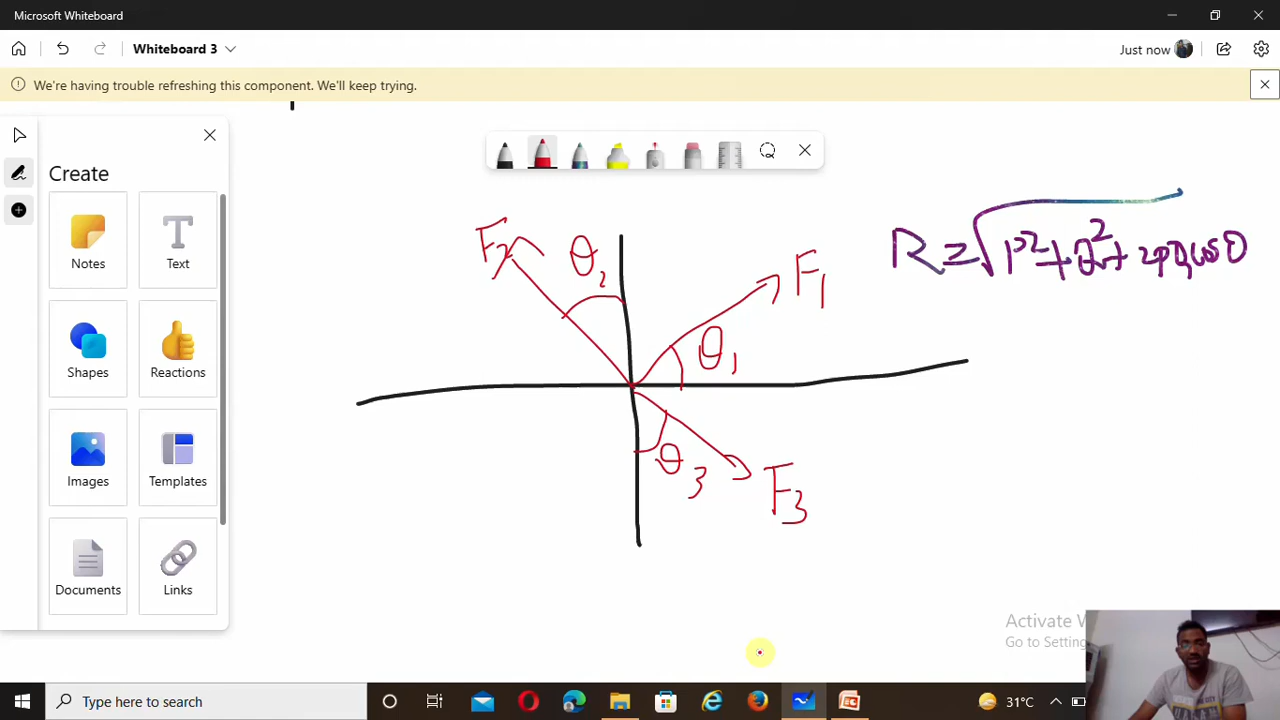 Microsoft Whiteboard
Whiteboard 3
Just now
We're having trouble refreshing this component. We'll keep trying.
Create
Notes
Text
Shapes
Reactions
Images
Templates
Documents
Links
F2
θ2
F1
θ1
θ3
F3
R = √P²+Q²+2PQcosθ
Activate W
Go to Setting
Type here to search
31°C